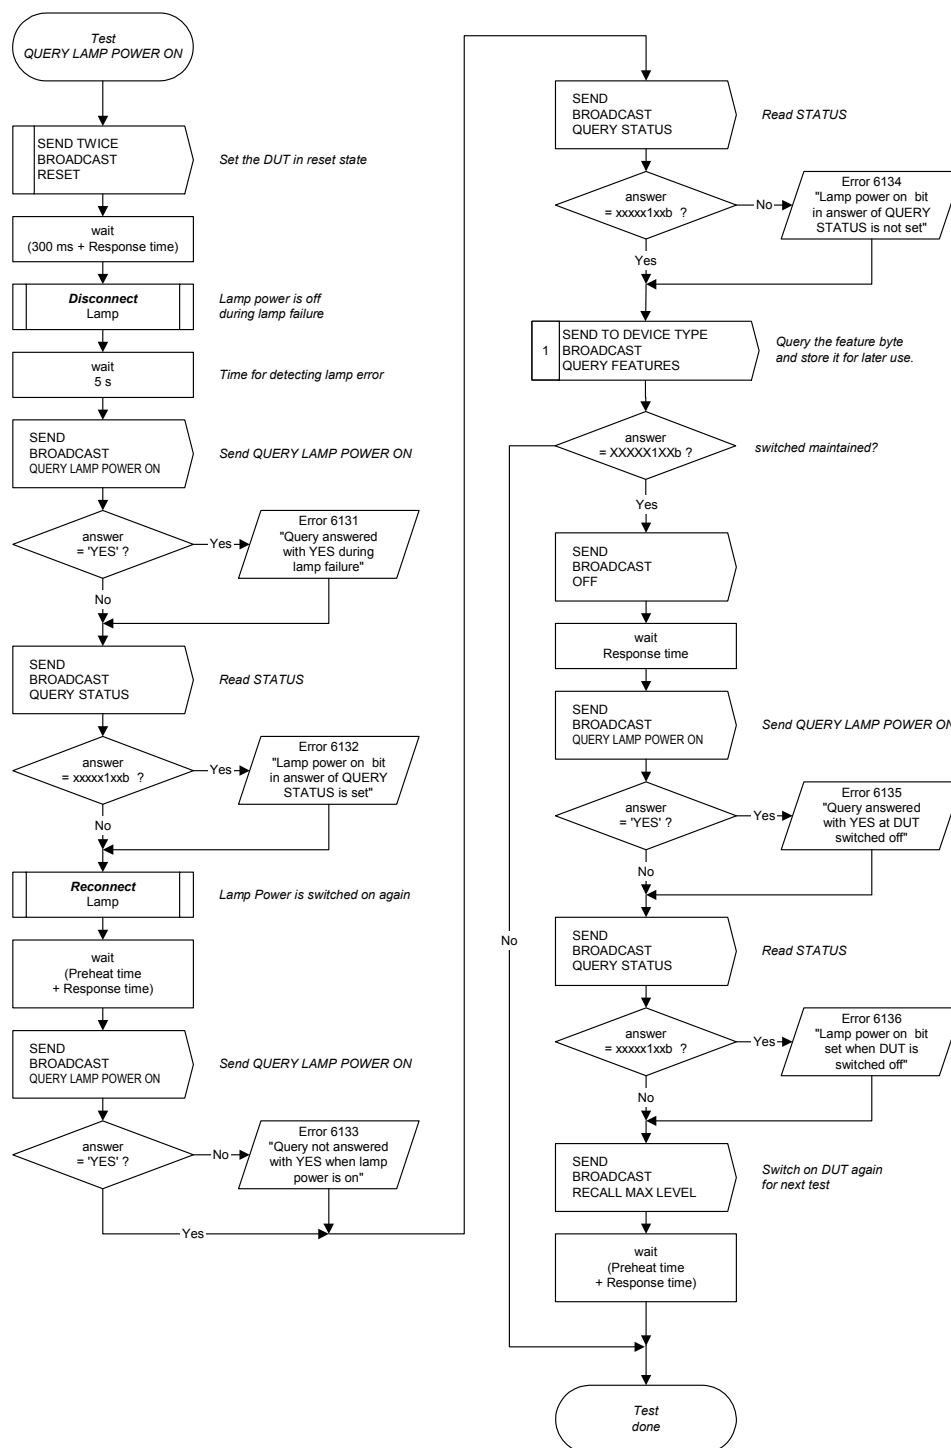 Test
QUERY LAMP POWER ON
SEND TWICE
BROADCAST
RESET
Set the DUT in reset state
wait
(300 ms + Response time)
Disconnect
Lamp
Lamp power is off
during lamp failure
wait
5 s
Time for detecting lamp error
SEND
BROADCAST
QUERY LAMP POWER ON
Send QUERY LAMP POWER ON
answer
= 'YES' ?
Yes
Error 6131
"Query answered
with YES during
lamp failure"
No
SEND
BROADCAST
QUERY STATUS
Read STATUS
answer
= xxxxx1xxb ?
Yes
Error 6132
"Lamp power on bit
in answer of QUERY
STATUS is set"
No
Reconnect
Lamp
Lamp Power is switched on again
wait
(Preheat time
+ Response time)
SEND
BROADCAST
QUERY LAMP POWER ON
Send QUERY LAMP POWER ON
answer
= 'YES' ?
No
Error 6133
"Query not answered
with YES when lamp
power is on"
Yes
SEND
BROADCAST
QUERY STATUS
Read STATUS
answer
= xxxxx1xxb ?
No
Error 6134
"Lamp power on bit
in answer of QUERY
STATUS is not set"
Yes
1
SEND TO DEVICE TYPE
BROADCAST
QUERY FEATURES
Query the feature byte
and store it for later use.
answer
= XXXXX1XXb ?
switched maintained?
Yes
SEND
BROADCAST
OFF
wait
Response time
SEND
BROADCAST
QUERY LAMP POWER ON
Send QUERY LAMP POWER ON
answer
= 'YES' ?
Yes
Error 6135
"Query answered
with YES at DUT
switched off"
No
No
SEND
BROADCAST
QUERY STATUS
Read STATUS
answer
= xxxxx1xxb ?
Yes
Error 6136
"Lamp power on bit
set when DUT is
switched off"
No
SEND
BROADCAST
RECALL MAX LEVEL
Switch on DUT again
for next test
wait
(Preheat time
+ Response time)
Test
done